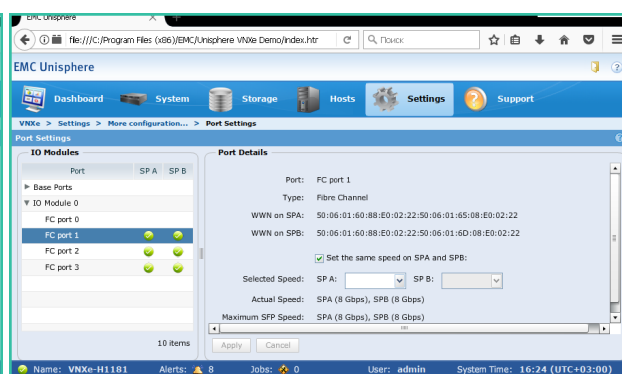 EMC Unisphere
file:///C:/Program Files (x86)/EMC/Unisphere VNXe Demo/index.htr
Поиск
EMC Unisphere
Dashboard System Storage Hosts Settings Support
VNXe > Settings > More configuration... > Port Settings
Port Settings
IO Modules
Port SP A SP B
Base Ports
IO Module 0
FC port 0
FC port 1
FC port 2
FC port 3
10 items
Port Details
Port: FC port 1
Type: Fibre Channel
WWN on SPA: 50:06:01:60:88:E0:02:22:50:06:01:65:08:E0:02:22
WWN on SPB: 50:06:01:60:88:E0:02:22:50:06:01:6D:08:E0:02:22
Set the same speed on SPA and SPB:
Selected Speed: SP A: SP B:
Actual Speed: SPA (8 Gbps), SPB (8 Gbps)
Maximum SFP Speed: SPA (8 Gbps), SPB (8 Gbps)
Apply Cancel
Name: VNXe-H1181 Alerts: 8 Jobs: 0 User: admin System Time: 16:24 (UTC+03:00)